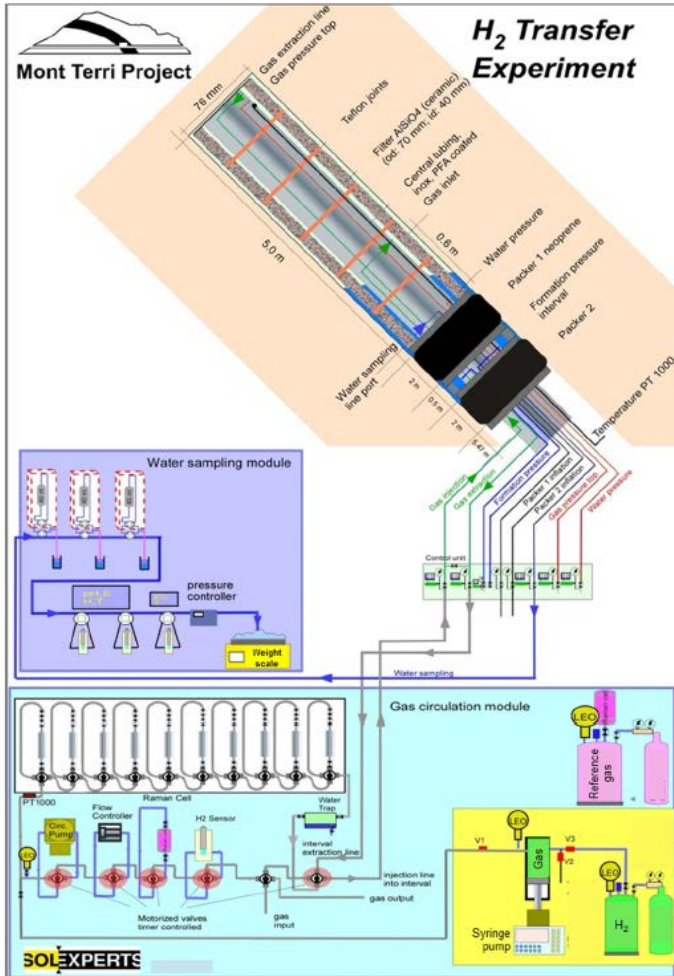 Mont Terri Project
H2 Transfer
Experiment
76 mm
Gas extraction line
Gas pressure top
Teflon joints
Filter AlSiO4 (ceramic)
(od: 70 mm; id: 40 mm)
Central tubing,
inox, PFA coated
Gas inlet
5.0 m
0.6 m
Water pressure
Packer 1 neoprene
Formation pressure
interval
Packer 2
Water sampling
line port
2 m
0.5 m
2 m
5.47 m
Temperature PT 1000
Gas injection
Gas extraction
Formation pressure
Packer 1 inflation
Packer 2 inflation
Gas pressure top
Water pressure
Control unit
Water sampling module
pressure
controller
Weight
scale
Water sampling
Gas circulation module
PT1000
Raman Cell
Water
Trap
interval
extraction line
LEO
Circ.
Pump
Flow
Controller
H2 Sensor
Motorized valves
timer controlled
gas
input
gas output
injection line
into interval
LEO
Reference
gas
V1
LEO
Gas
V3
V2
LEO
H2
Syringe
pump
SOLEXPERTS